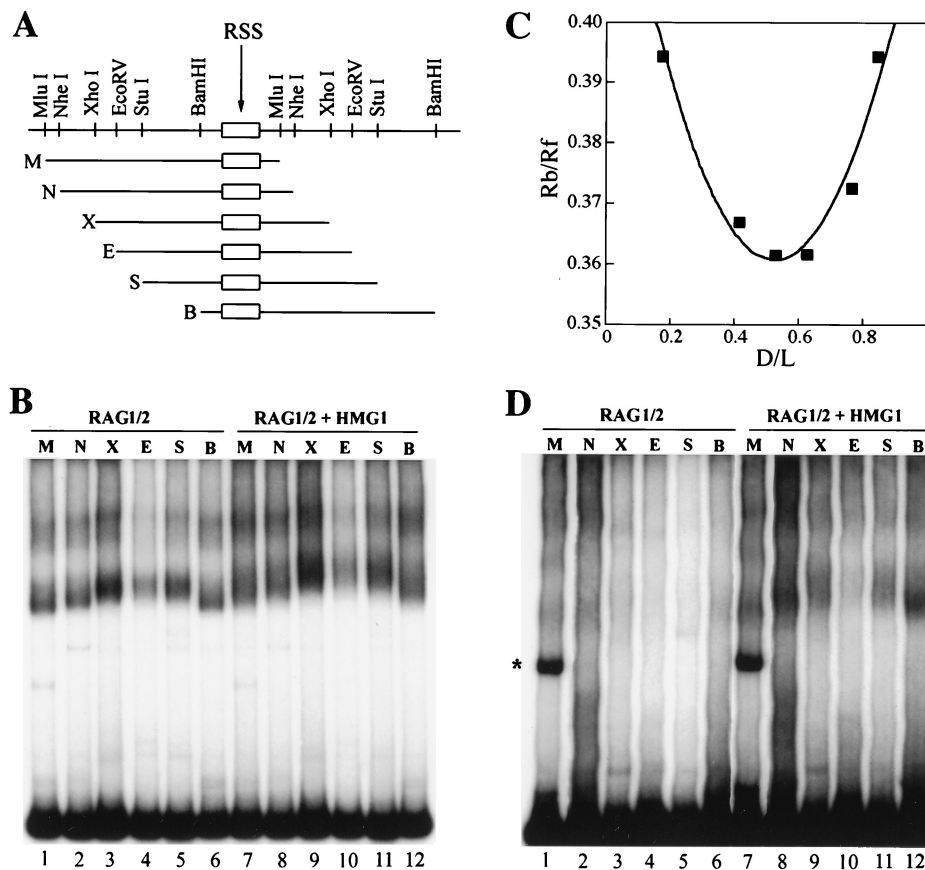 A
RSS
Mlu I
Nhe I
Xho I
EcoRV
Stu I
BamHI
Mlu I
Nhe I
Xho I
EcoRV
Stu I
BamHI
M
N
X
E
S
B
C
0.40
0.39
0.38
0.37
0.36
0.35
Rb/Rf
0 0.2 0.4 0.6 0.8
D/L
B
RAG1/2 RAG1/2 + HMG1
M N X E S B M N X E S B
1 2 3 4 5 6 7 8 9 10 11 12
D
RAG1/2 RAG1/2 + HMG1
M N X E S B M N X E S B
*
1 2 3 4 5 6 7 8 9 10 11 12